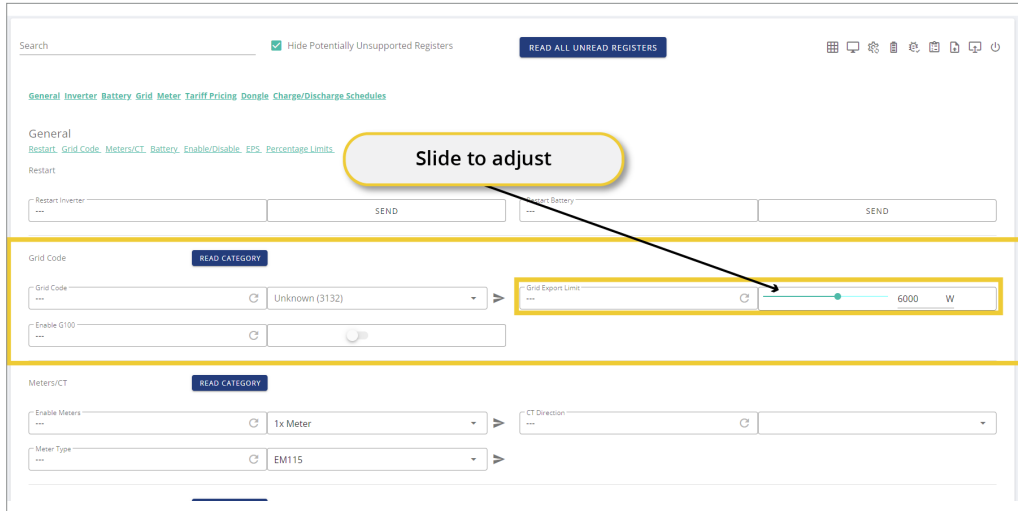 Search
Hide Potentially Unsupported Registers
READ ALL UNREAD REGISTERS
General Inverter Battery Grid Meter Tariff Pricing Dongle Charge/Discharge Schedules
General
Restart Grid Code Meters/CT Battery Enable/Disable EPS Percentage Limits
Slide to adjust
Restart
Restart Inverter
---
SEND
Restart Battery
---
SEND
Grid Code
READ CATEGORY
Grid Code
---
Unknown (3132)
Grid Export Limit
---
6000 W
Enable G100
---
Meters/CT
READ CATEGORY
Enable Meters
---
1x Meter
CT Direction
---
Meter Type
---
EM115